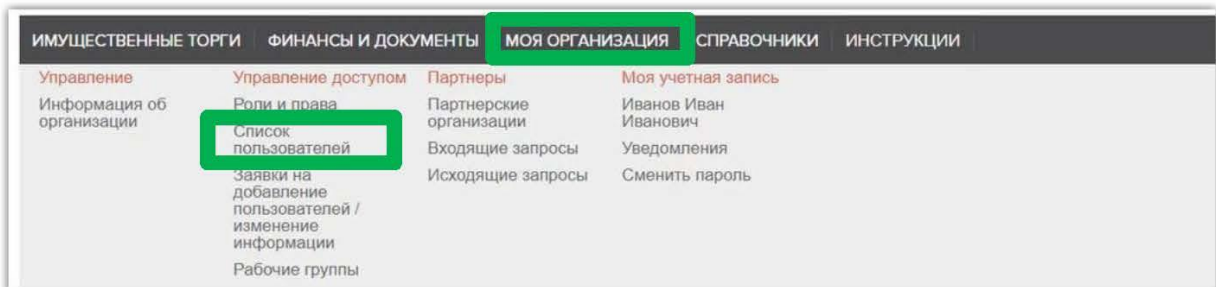 ИМУЩЕСТВЕННЫЕ ТОРГИ ФИНАНСЫ И ДОКУМЕНТЫ МОЯ ОРГАНИЗАЦИЯ СПРАВОЧНИКИ ИНСТРУКЦИИ
Управление
Информация об
организации
Управление доступом
Роли и права
Список
пользователей
Заявки на
добавление
пользователей /
изменение
информации
Рабочие группы
Партнеры
Партнерские
организации
Входящие запросы
Исходящие запросы
Моя учетная запись
Иванов Иван
Иванович
Уведомления
Сменить пароль